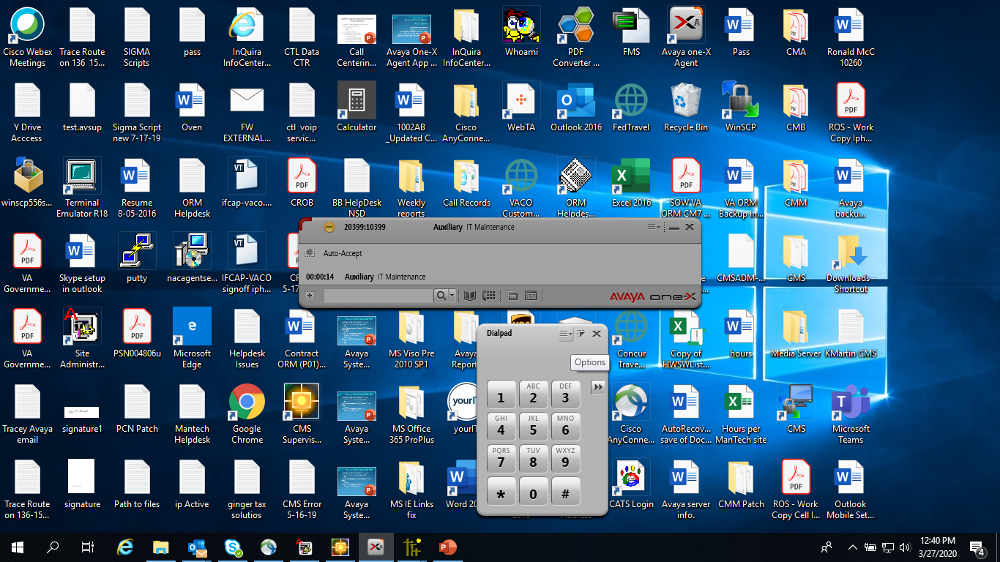 Cisco Webex Meetings
Trace Route on 136 15...
SIGMA Scripts
pass
InQuira InfoCenter...
CTL Data CTR
Call Centering...
Avaya One-X Agent App ...
InQuira InfoCenter...
Whoami
PDF Converter ...
FMS
Avaya one-X Agent
Pass
CMA
Ronald McC 10260
Y Drive Acccess
test.avsup
Sigma Script new 7-17-19
Oven
FW EXTERNAL...
ctl voip servic...
Calculator
1002AB _Updated C...
Cisco AnyConne...
WebTA
Outlook 2016
FedTravel
Recycle Bin
WinSCP
CMB
ROS - Work Copy Iph...
winscp556s...
Terminal Emulator R18
Resume 8-05-2016
ORM Helpdesk
ifcap-vaco....
CROB
BB HelpDesk NSD
Weekly reports
Call Records
VACO Custom...
ORM Helpdes...
Excel 2016
SOW VA ORM CM7 ...
VA ORM Backup in...
CMM
Avaya backu...
20399:10399
Auxiliary IT Maintenance
Auto-Accept
00:00:14 Auxiliary IT Maintenance
AVAYA one-X
VA Governme...
Skype setup in outlook
putty
nacagentse...
IFCAP-VACO signoff iph...
CMSADM-...
CMS
Downloads - Shortcut
VA Governme...
Site Administr...
PSN004806u
Microsoft Edge
Helpdesk Issues
Contract ORM (P01)...
Avaya Syste...
MS Viso Pre 2010 SP1
Avaya Report
Concur Trave...
Copy of HWSWList...
hours
Media Server
KMartin CMS
Dialpad
Options
1
ABC 2
DEF 3
GHI 4
JKL 5
MNO 6
PQRS 7
TUV 8
WXYZ 9
*
0
#
Tracey Avaya email
signature1
PCN Patch
Mantech Helpdesk
Google Chrome
CMS Supervis...
Avaya Syste...
MS Office 365 ProPlus
yourIT
Cisco AnyConne...
AutoRecov... save of Doc...
Hours per ManTech site
CMS
Microsoft Teams
Trace Route on 136-15...
signature
Path to files
ip Active
ginger tax solutios
CMS Error 5-16-19
Avaya Syste...
MS IE Links fix
Word 20
CATS Login
Avaya server info.
CMM Patch
ROS - Work Copy Cell I...
Outlook Mobile Set...
12:40 PM
3/27/2020
4